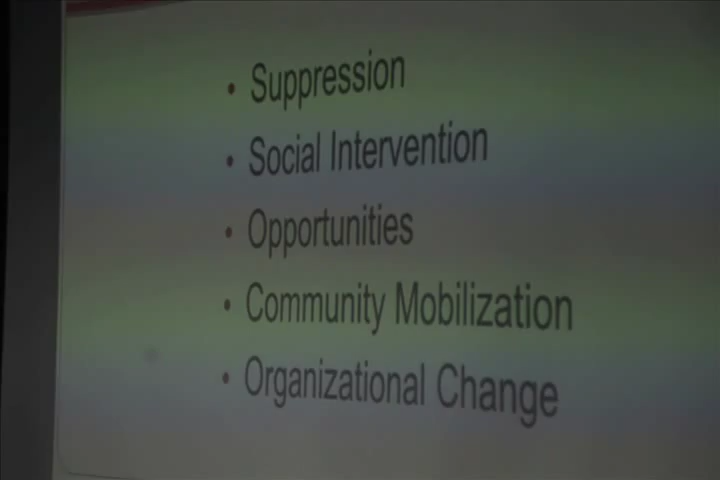 • Suppression
• Social Intervention
• Opportunities
• Community Mobilization
• Organizational Change